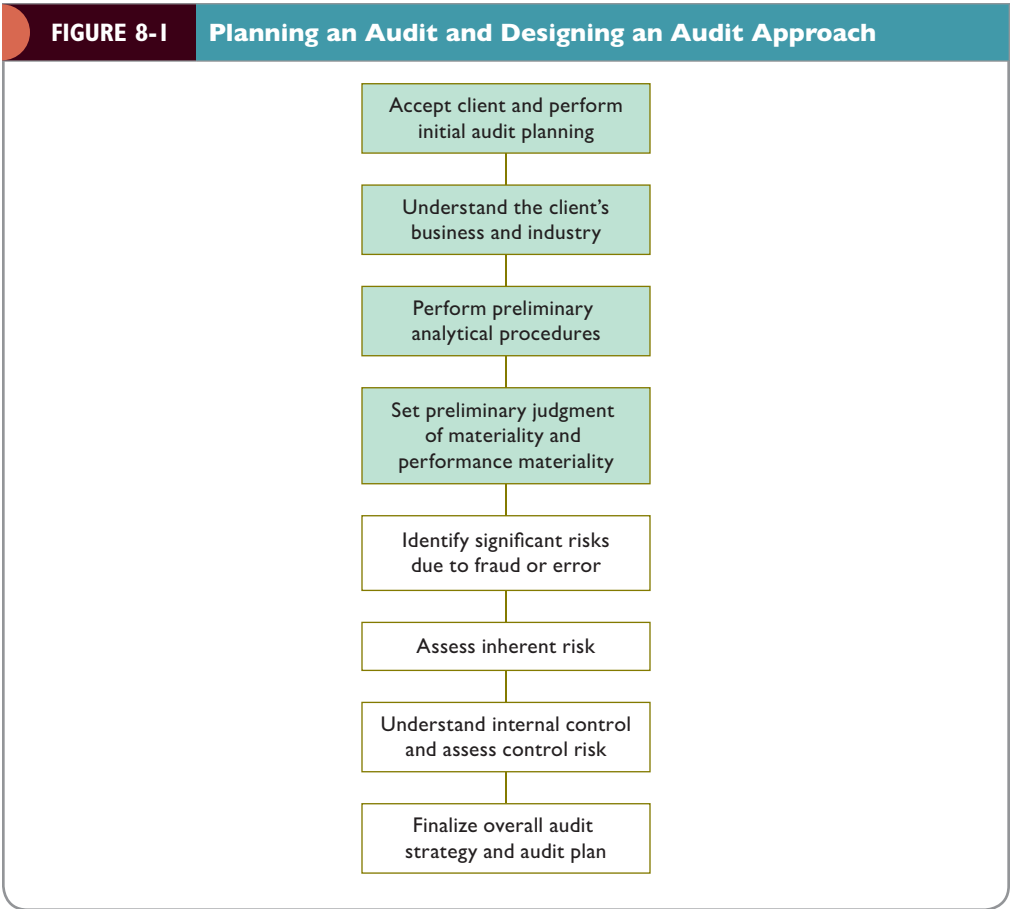 FIGURE 8-1 Planning an Audit and Designing an Audit Approach
Accept client and perform
initial audit planning
Understand the client's
business and industry
Perform preliminary
analytical procedures
Set preliminary judgment
of materiality and
performance materiality
Identify significant risks
due to fraud or error
Assess inherent risk
Understand internal control
and assess control risk
Finalize overall audit
strategy and audit plan